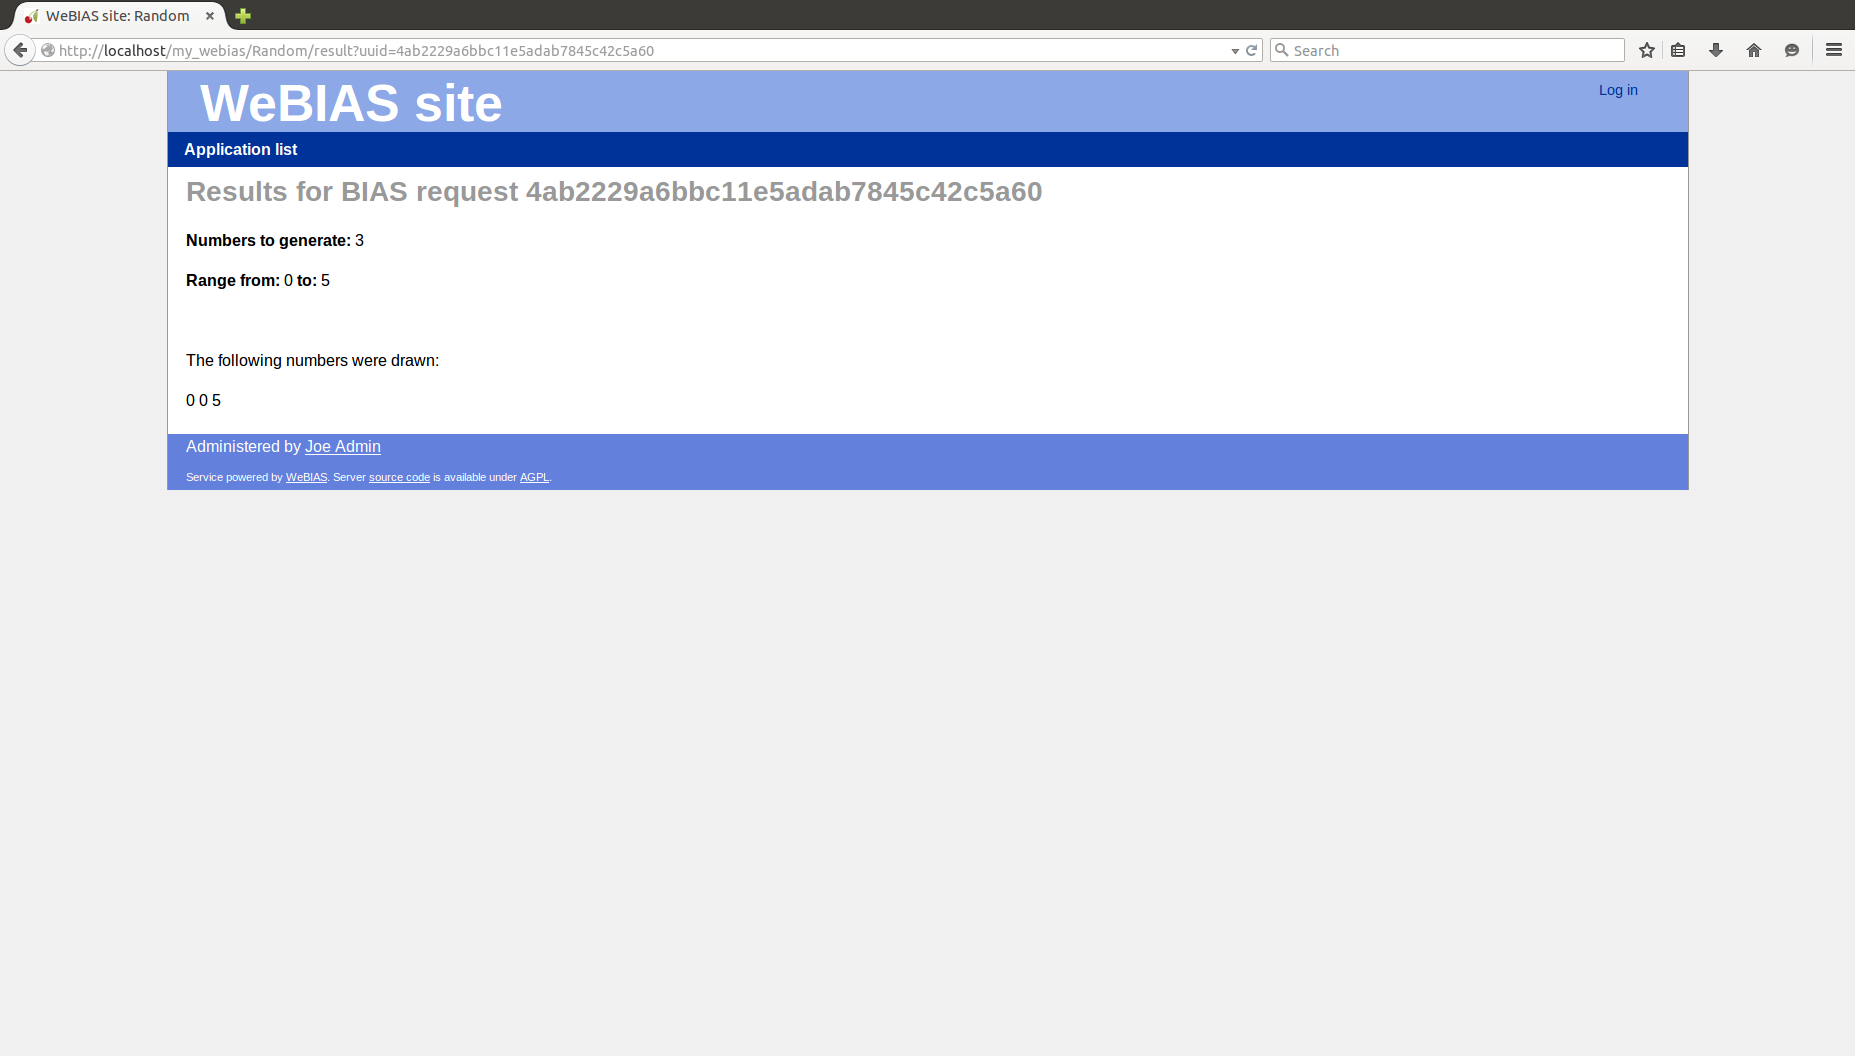 WeBIAS site: Random
http://localhost/my_webias/Random/result?uuid=4ab2229a6bbc11e5adab7845c42c5a60
Search
WeBIAS site
Log in
Application list
Results for BIAS request 4ab2229a6bbc11e5adab7845c42c5a60
Numbers to generate: 3
Range from: 0 to: 5
The following numbers were drawn:
0 0 5
Administered by Joe Admin
Service powered by WeBIAS. Server source code is available under AGPL.